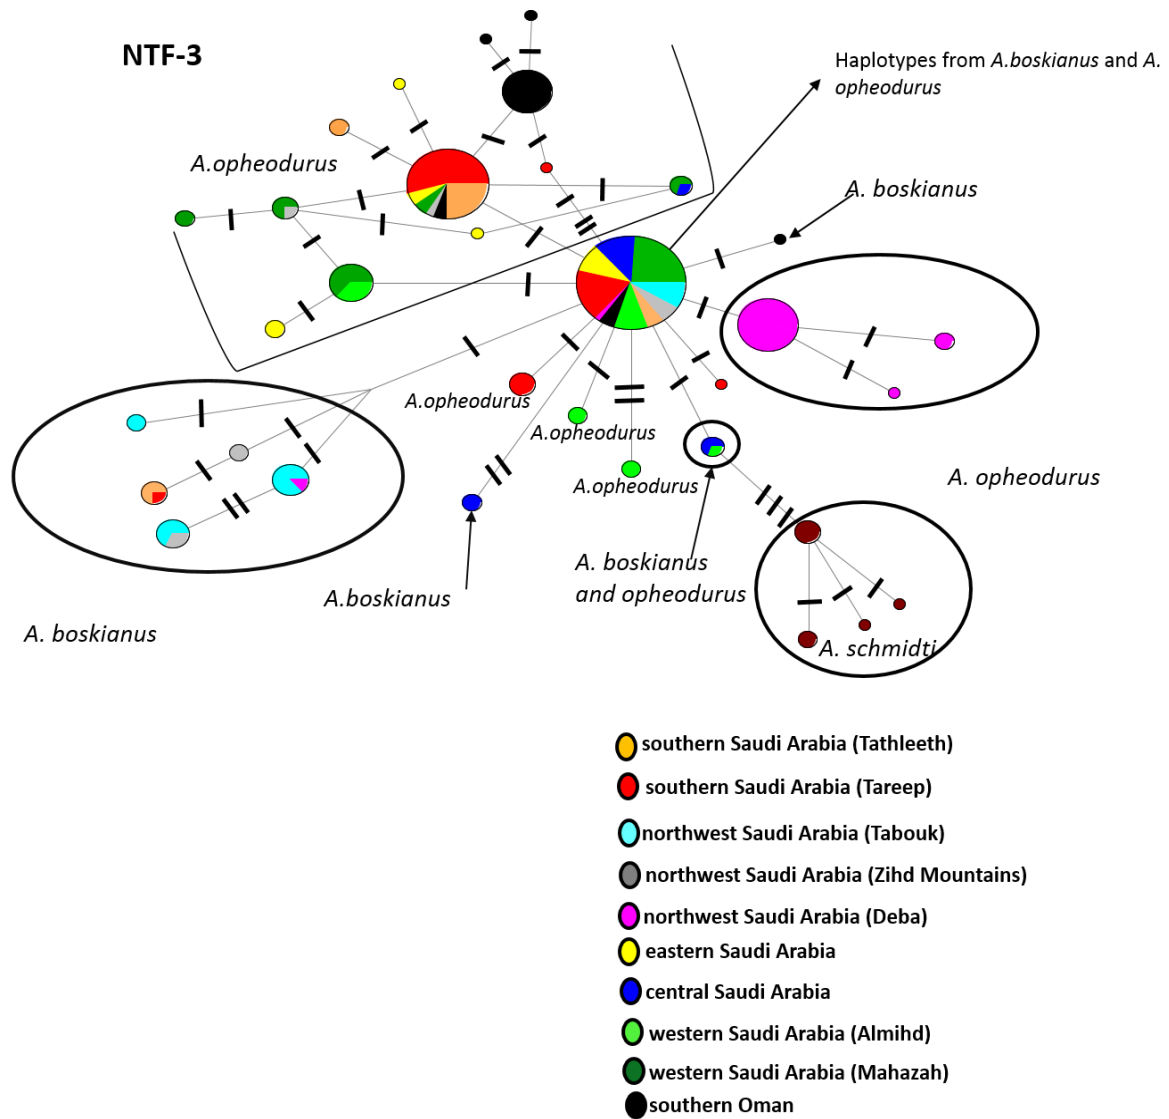 NTF-3
Haplotypes from A.boskianus and A.
opheodurus
A.opheodurus
A. boskianus
A.opheodurus
A.opheodurus
A.opheodurus
A. opheodurus
A. boskianus
and opheodurus
A.boskianus
A. boskianus
A. schmidti
southern Saudi Arabia (Tathleeth)
southern Saudi Arabia (Tareep)
northwest Saudi Arabia (Tabouk)
northwest Saudi Arabia (Zihd Mountains)
northwest Saudi Arabia (Deba)
eastern Saudi Arabia
central Saudi Arabia
western Saudi Arabia (Almihd)
western Saudi Arabia (Mahazah)
southern Oman